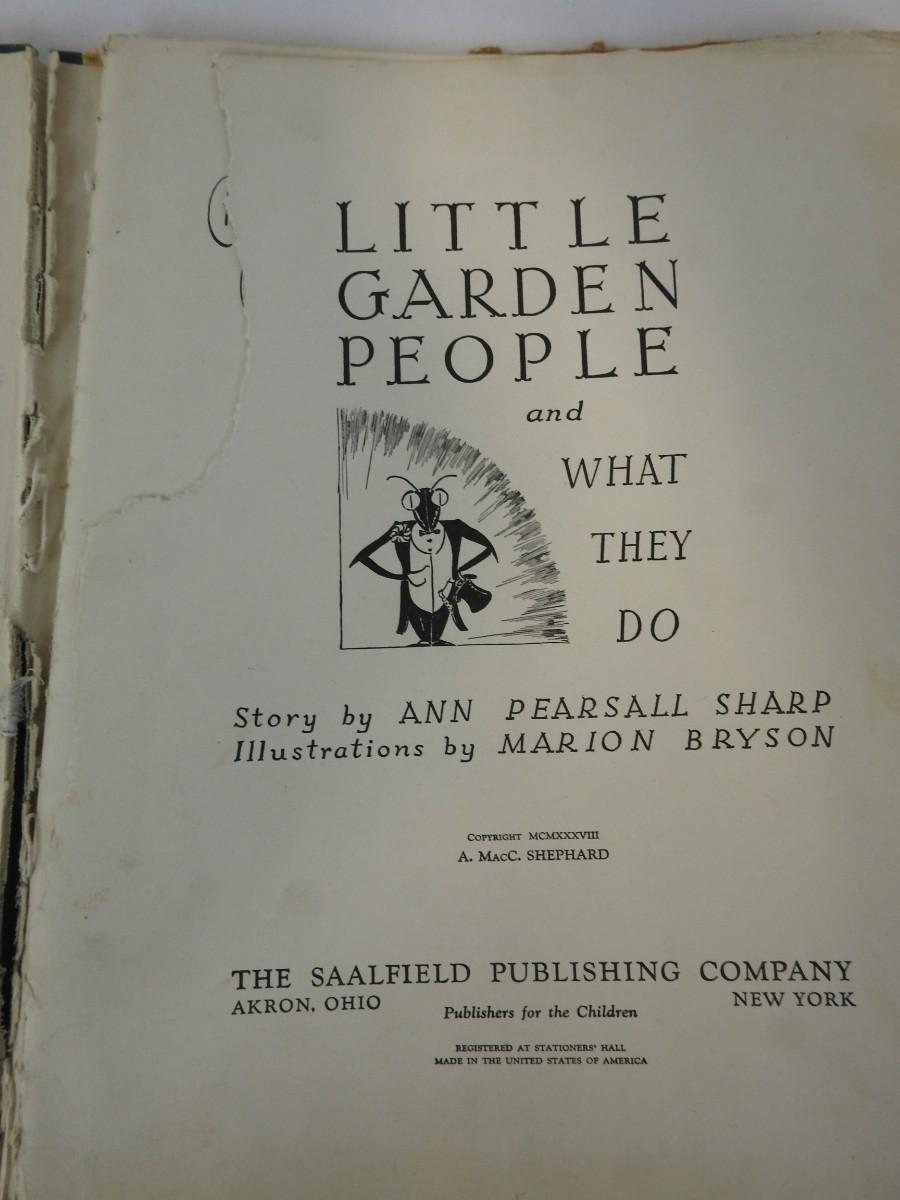 LITTLE
GARDEN
PEOPLE
and
WHAT
THEY
DO
Story by ANN PEARSALL SHARP
Illustrations by MARION BRYSON
COPYRIGHT MCMXXXVIII
A. MACC. SHEPHARD
THE SAALFIELD PUBLISHING COMPANY
AKRON, OHIO Publishers for the Children NEW YORK
REGISTERED AT STATIONERS' HALL
MADE IN THE UNITED STATES OF AMERICA